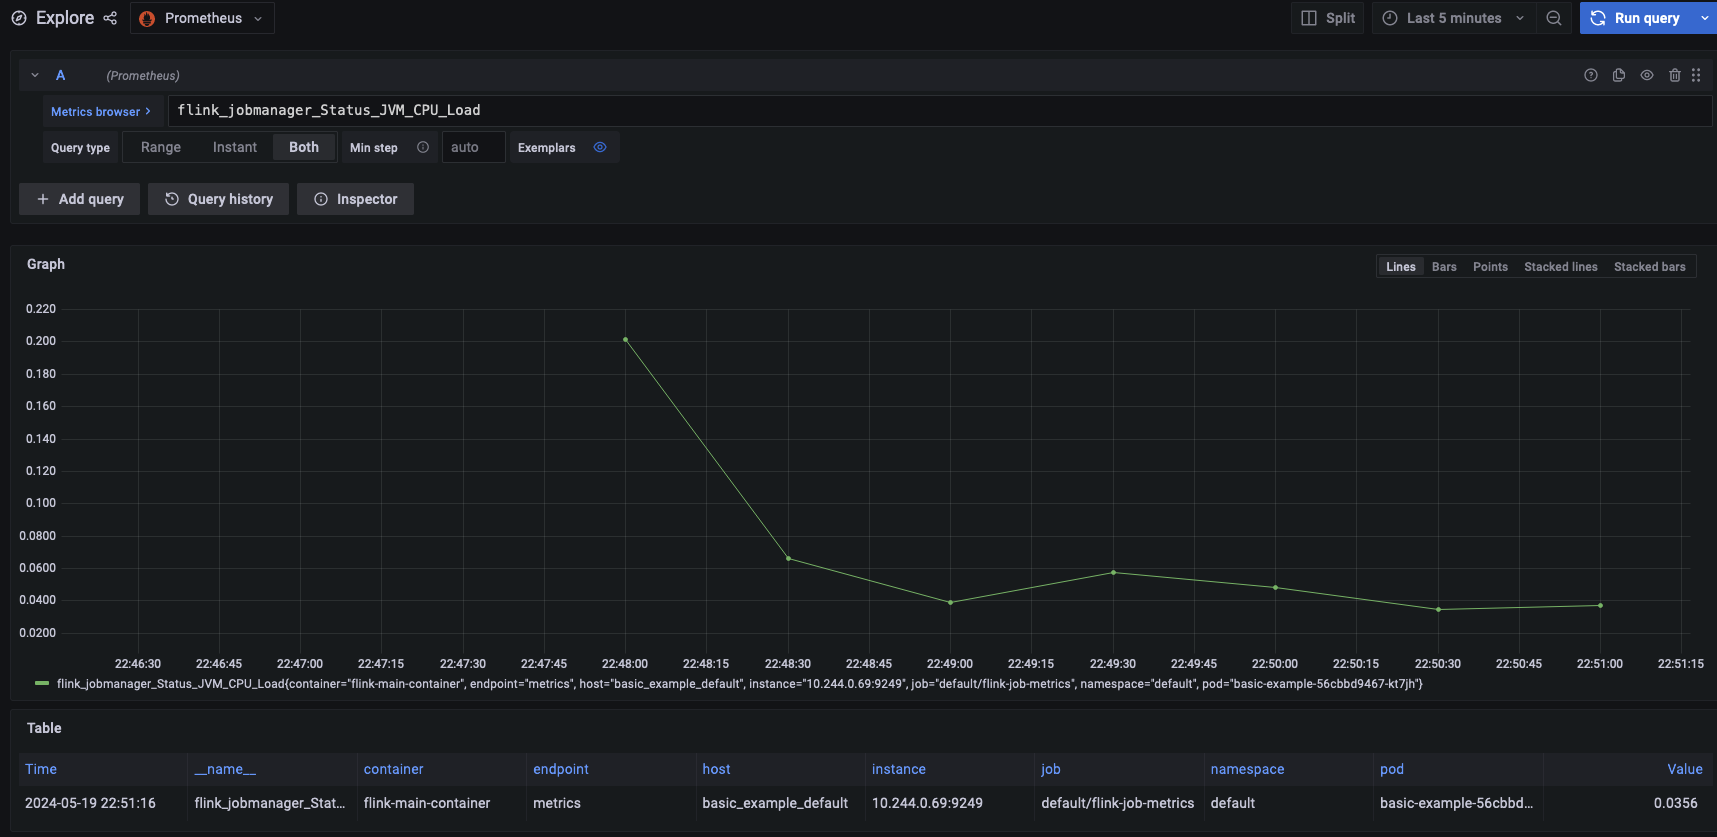 Explore Prometheus Split Last 5 minutes Run query
A (Prometheus)
Metrics browser > flink_jobmanager_Status_JVM_CPU_Load
Query type Range Instant Both Min step auto Exemplars
+ Add query Query history Inspector
Graph Lines Bars Points Stacked lines Stacked bars
0.220
0.200
0.180
0.160
0.140
0.120
0.100
0.0800
0.0600
0.0400
0.0200
22:46:30 22:46:45 22:47:00 22:47:15 22:47:30 22:47:45 22:48:00 22:48:15 22:48:30 22:48:45 22:49:00 22:49:15 22:49:30 22:49:45 22:50:00 22:50:15 22:50:30 22:50:45 22:51:00 22:51:15
flink_jobmanager_Status_JVM_CPU_Load{container="flink-main-container", endpoint="metrics", host="basic_example_default", instance="10.244.0.69:9249", job="default/flink-job-metrics", namespace="default", pod="basic-example-56cbbd9467-kt7jh"}
Table
Time __name__ container endpoint host instance job namespace pod Value
2024-05-19 22:51:16 flink_jobmanager_Stat... flink-main-container metrics basic_example_default 10.244.0.69:9249 default/flink-job-metrics default basic-example-56cbbd... 0.0356